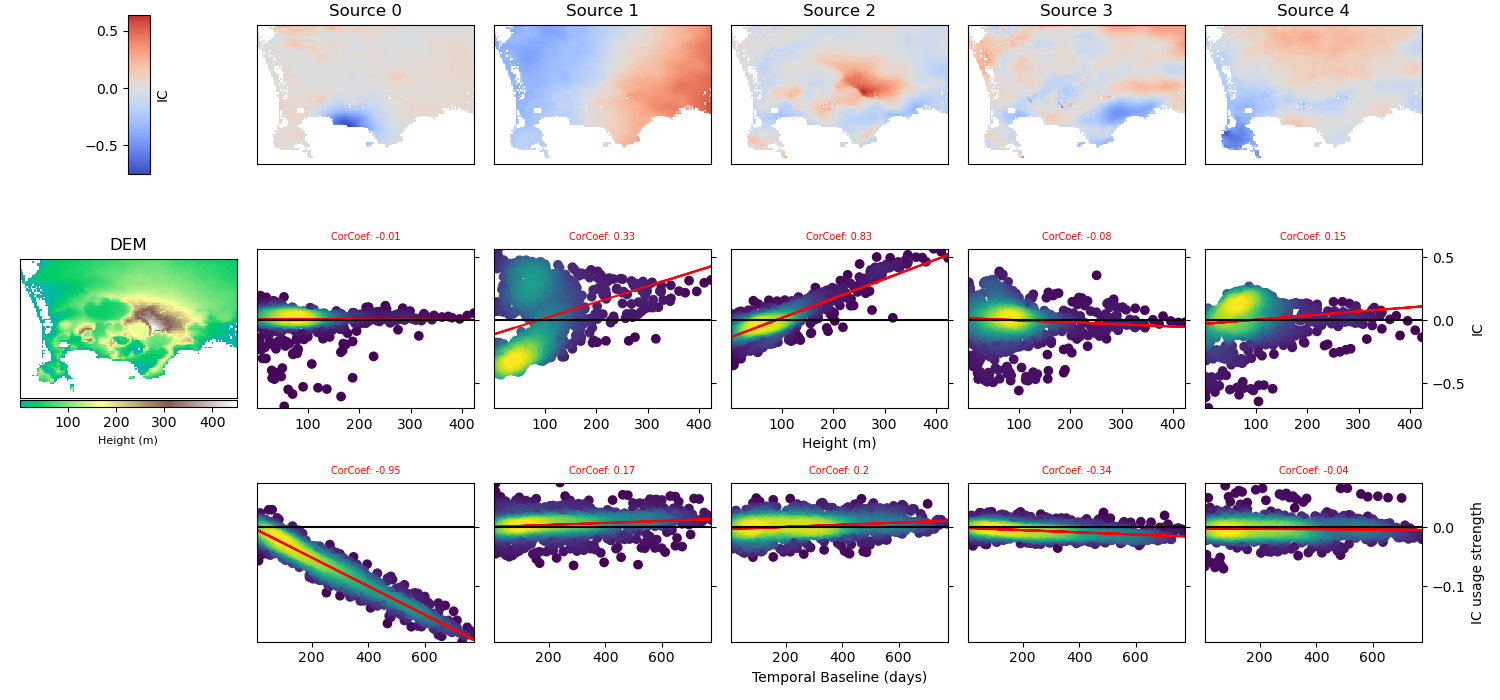 Source 0 Source 1 Source 2 Source 3 Source 4
0.5
0.0
−0.5
IC
DEM
100 200 300 400
Height (m)
CorCoef: -0.01 CorCoef: 0.33 CorCoef: 0.83 CorCoef: -0.08 CorCoef: 0.15
0.5
0.0
−0.5
IC
100 200 300 400 100 200 300 400 100 200 300 400 100 200 300 400 100 200 300 400
Height (m)
CorCoef: -0.95 CorCoef: 0.17 CorCoef: 0.2 CorCoef: -0.34 CorCoef: -0.04
0.0
−0.1
IC usage strength
200 400 600 200 400 600 200 400 600 200 400 600 200 400 600
Temporal Baseline (days)